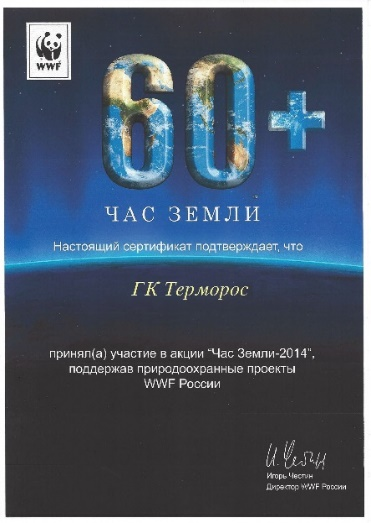 WWF
60+
ЧАС ЗЕМЛИ
Настоящий сертификат подтверждает, что
ГК Терморос
принял(а) участие в акции "Час Земли-2014",
поддержав природоохранные проекты
WWF России
И. Честин
Игорь Честин
Директор WWF России